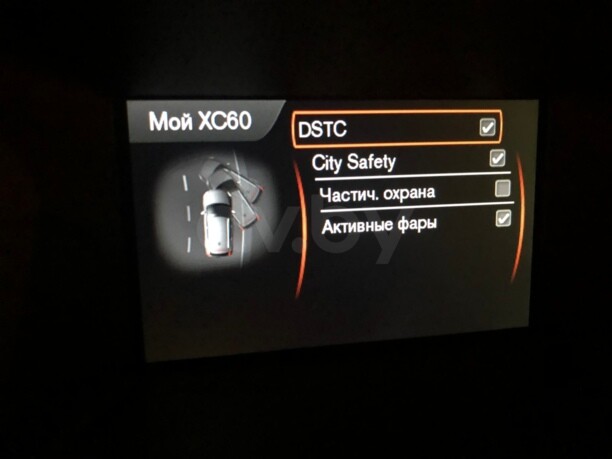 Мой XC60
DSTC
City Safety
Частич. охрана
Активные фары